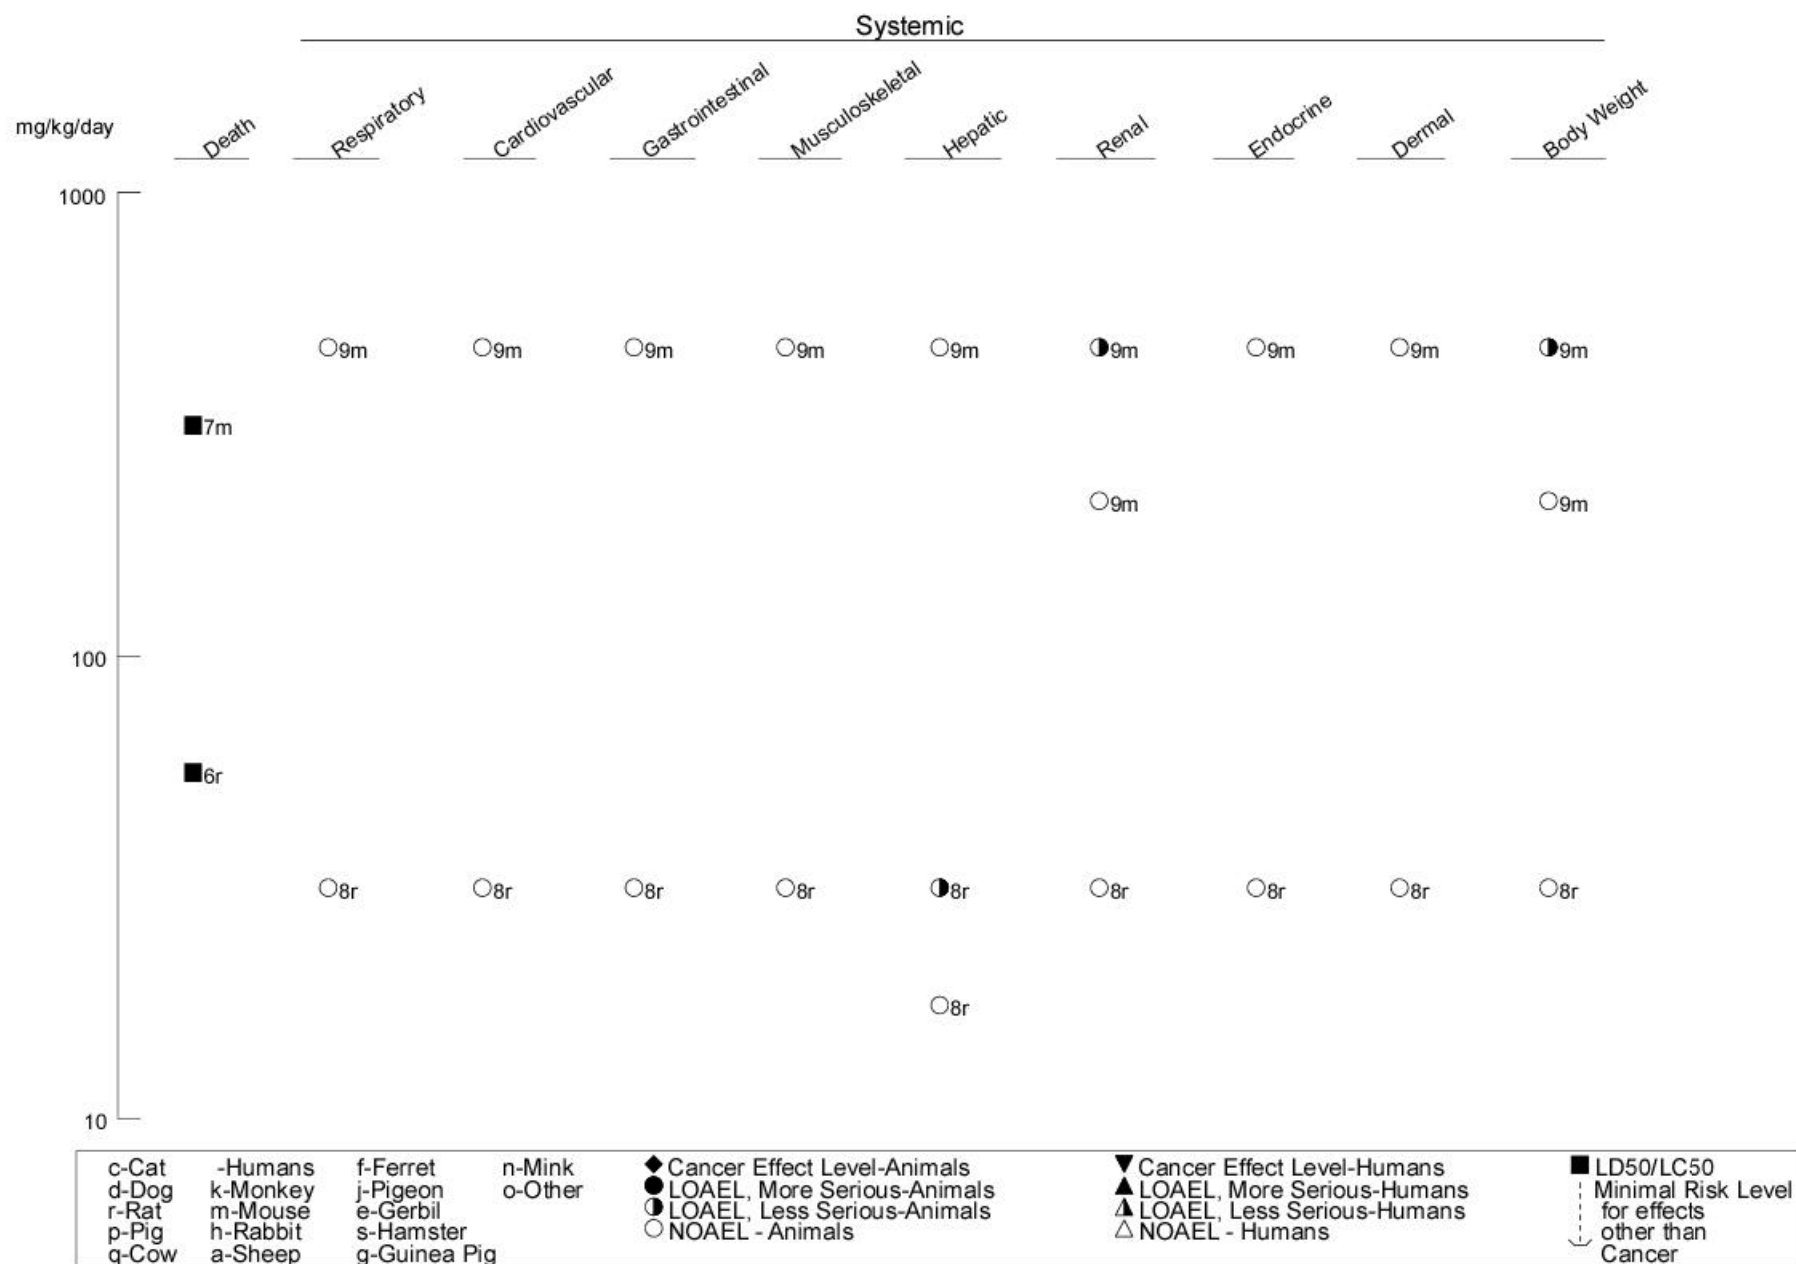 Systemic
mg/kg/day
Death
Respiratory
Cardiovascular
Gastrointestinal
Musculoskeletal
Hepatic
Renal
Endocrine
Dermal
Body Weight
1000
9m 9m 9m 9m 9m 9m 9m 9m 9m
7m
9m 9m
100
6r
8r 8r 8r 8r 8r 8r 8r 8r 8r
8r
10
c-Cat -Humans f-Ferret n-Mink Cancer Effect Level-Animals Cancer Effect Level-Humans LD50/LC50
d-Dog k-Monkey j-Pigeon o-Other LOAEL, More Serious-Animals LOAEL, More Serious-Humans Minimal Risk Level
r-Rat m-Mouse e-Gerbil LOAEL, Less Serious-Animals LOAEL, Less Serious-Humans for effects
p-Pig h-Rabbit s-Hamster NOAEL - Animals NOAEL - Humans other than
q-Cow a-Sheep g-Guinea Pig Cancer